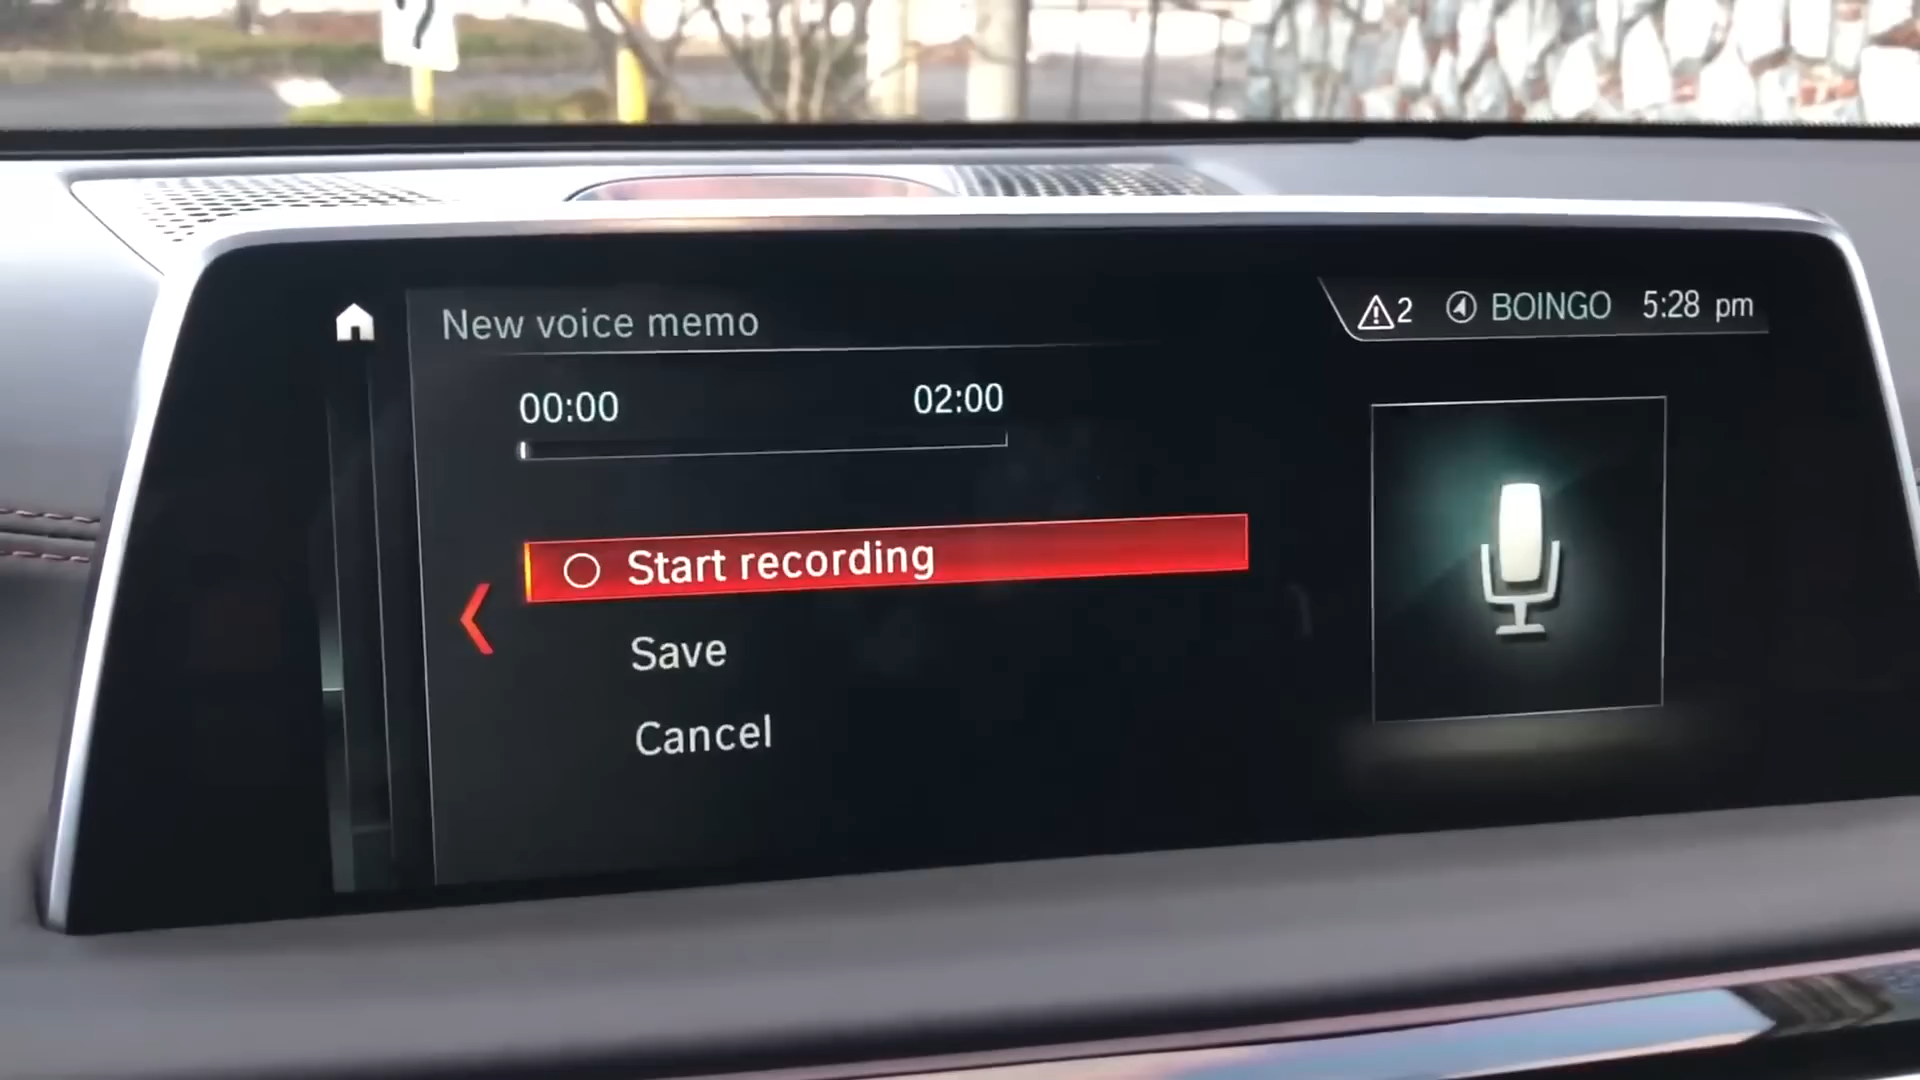 New voice memo
2 BOINGO 5:28 pm
00:00 02:00
Start recording
Save
Cancel